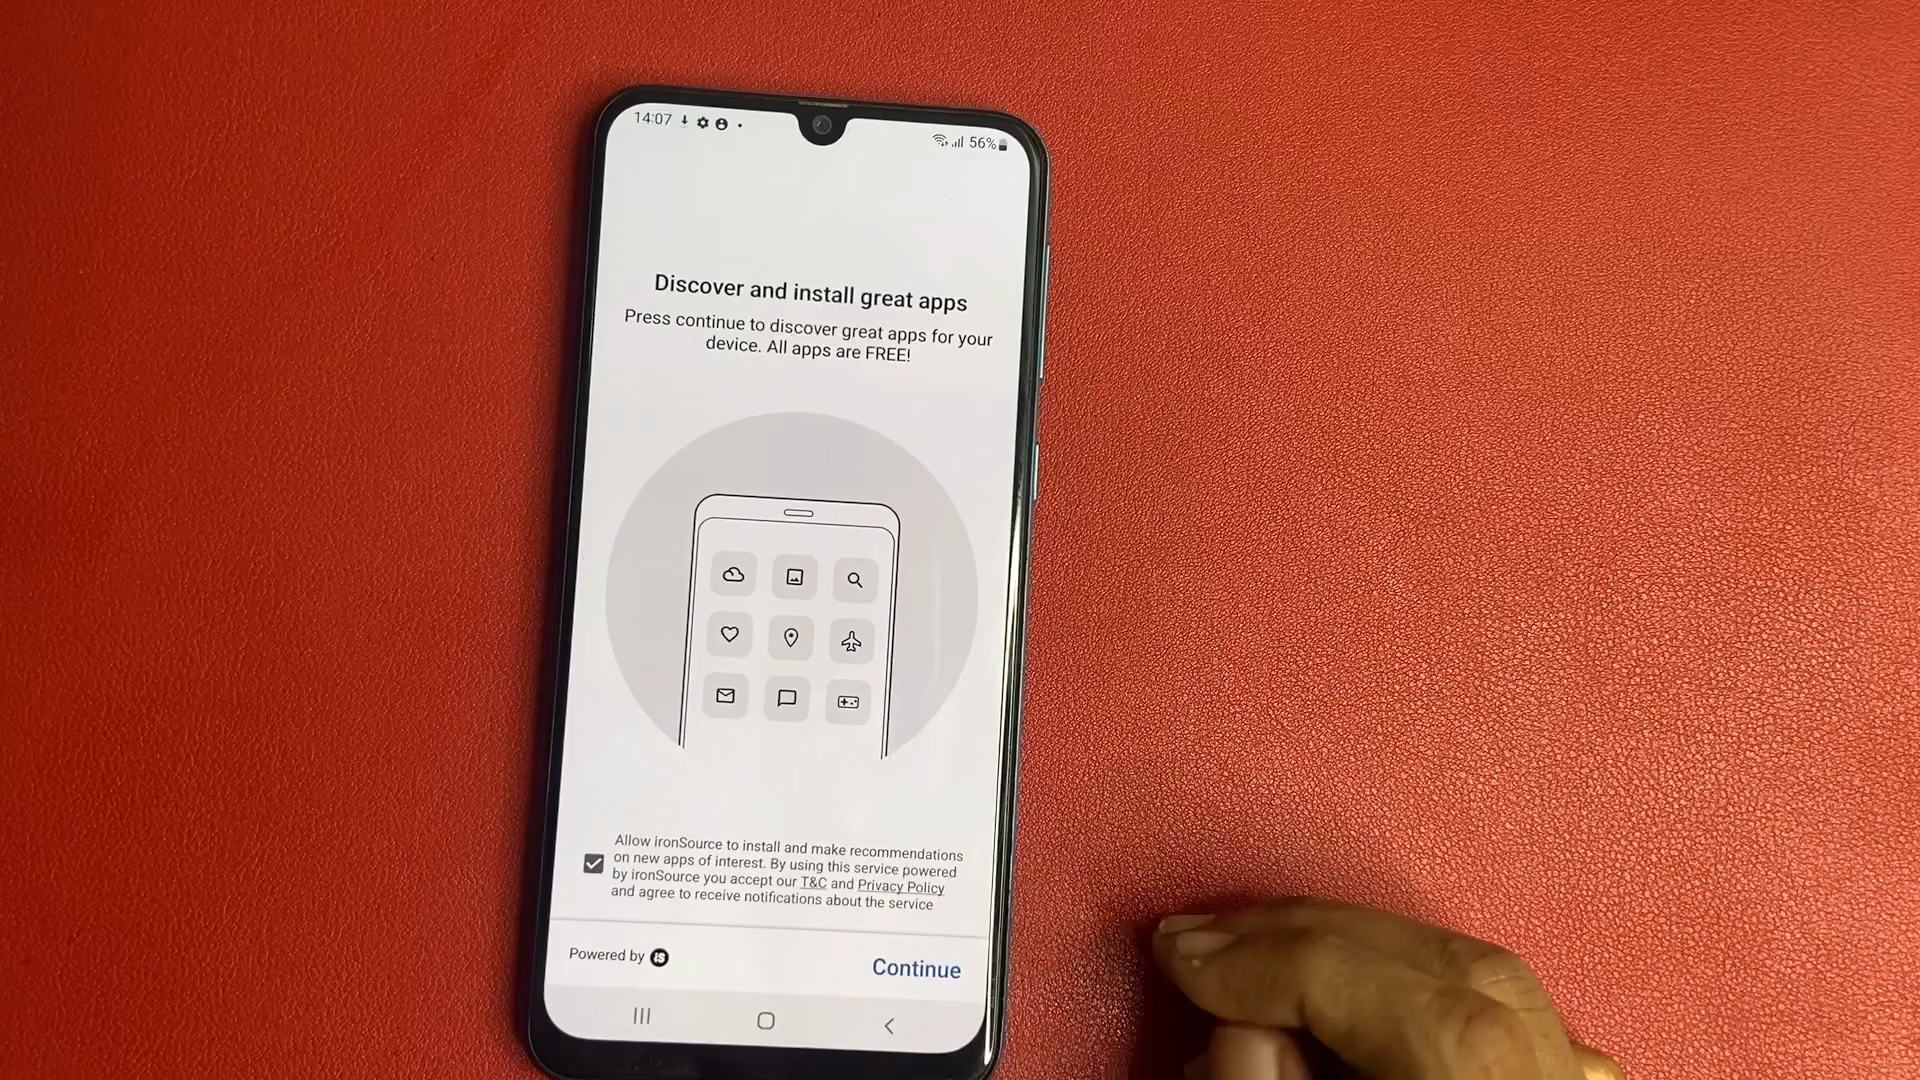 14:07
56%
Discover and install great apps
Press continue to discover great apps for your
device. All apps are FREE!
Allow ironSource to install and make recommendations
on new apps of interest. By using this service powered
by ironSource you accept our T&C and Privacy Policy
and agree to receive notifications about the service
Powered by iS
Continue